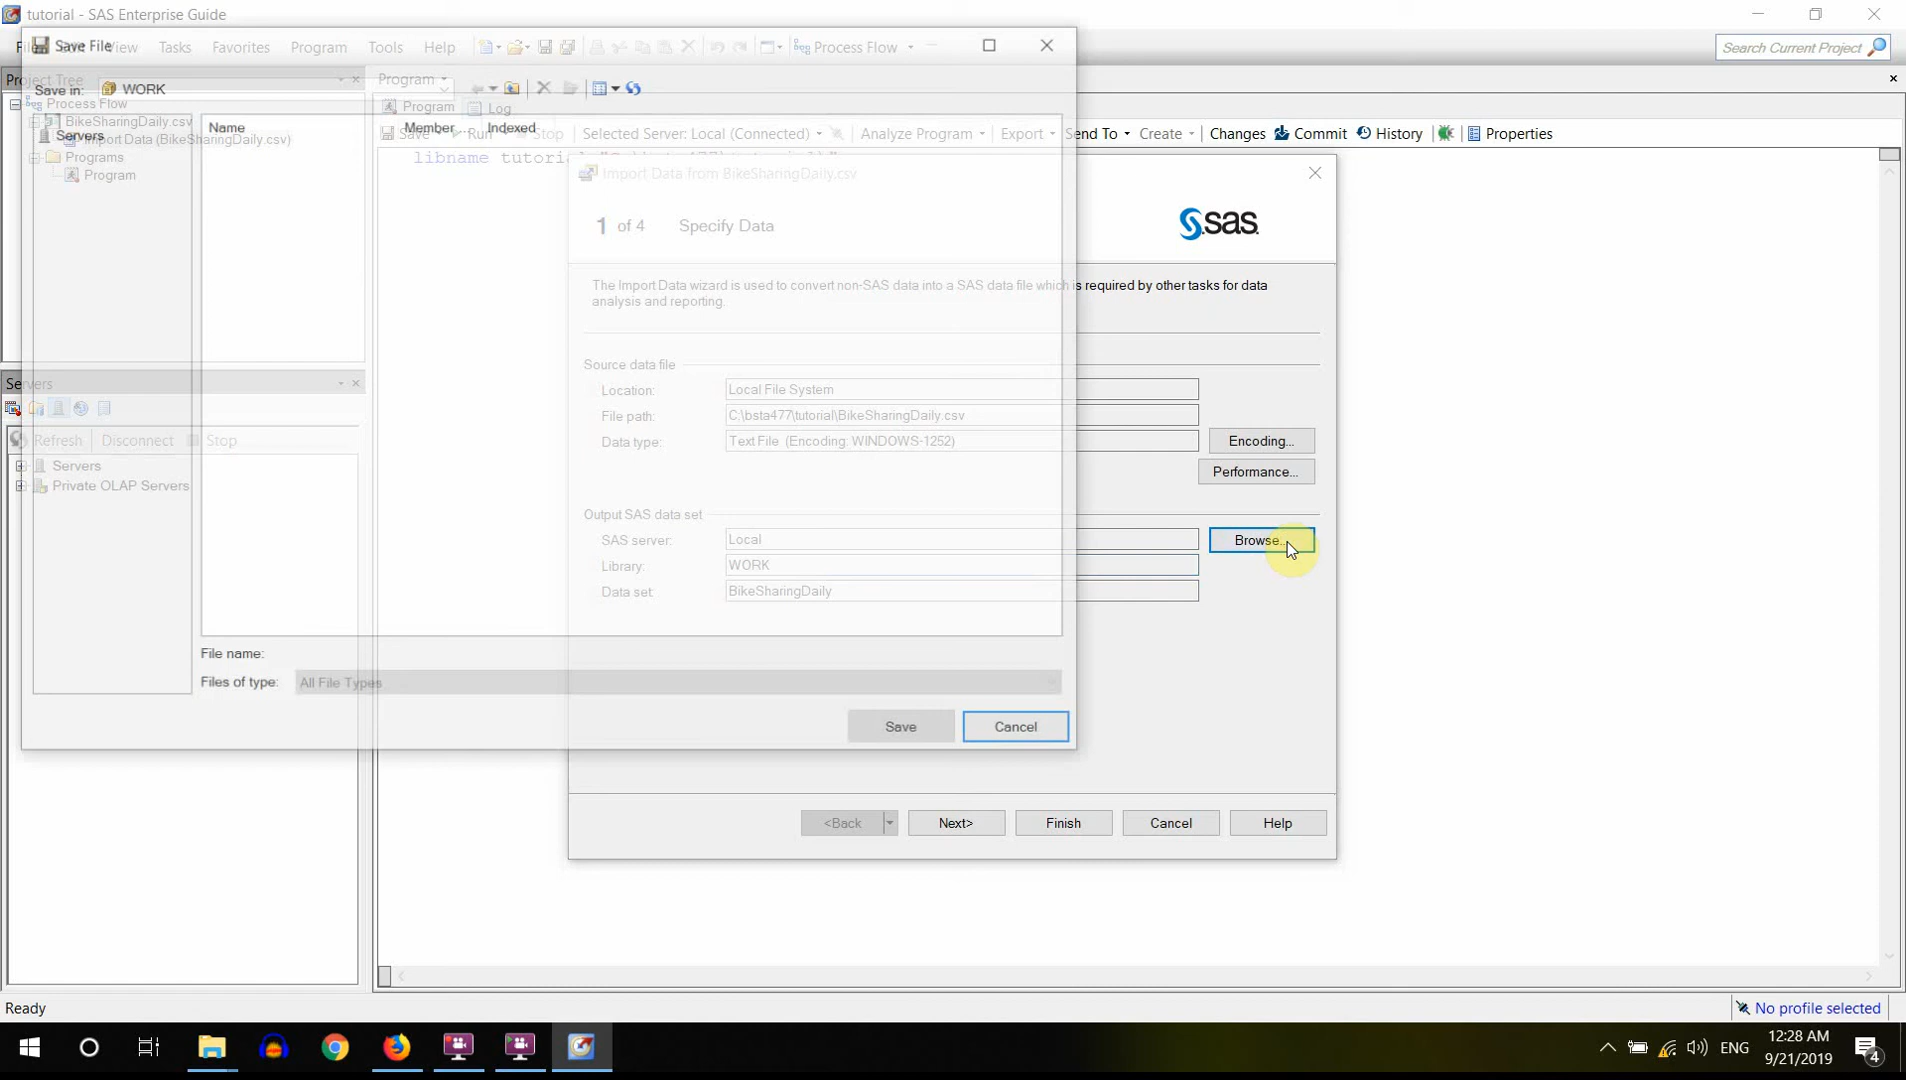 tutorial - SAS Enterprise Guide
Save File
View Tasks Favorites Program Tools Help
Process Flow
Search Current Project
Project Tree
Save in: WORK
Program
Process Flow
Program Log
BikeSharingDaily.csv
Servers
Import Data (BikeSharingDaily.csv)
Programs
Program
Name Member Indexed
Save Run Stop Selected Server: Local (Connected) Analyze Program Export Send To Create Changes Commit History Properties
libname
Import Data from BikeSharingDaily.csv
1 of 4 Specify Data
sas
The Import Data wizard is used to convert non-SAS data into a SAS data file which is required by other tasks for data
analysis and reporting.
Source data file
Location: Local File System
File path: C:\bsta477\tutorial\BikeSharingDaily.csv
Data type: Text File (Encoding: WINDOWS-1252)
Encoding...
Performance...
Output SAS data set
SAS server: Local
Browse...
Library: WORK
Data set: BikeSharingDaily
Servers
Refresh Disconnect Stop
Servers
Private OLAP Servers
File name:
Files of type: All File Types
Save Cancel
<Back Next> Finish Cancel Help
Ready
No profile selected
ENG
12:28 AM
9/21/2019
4